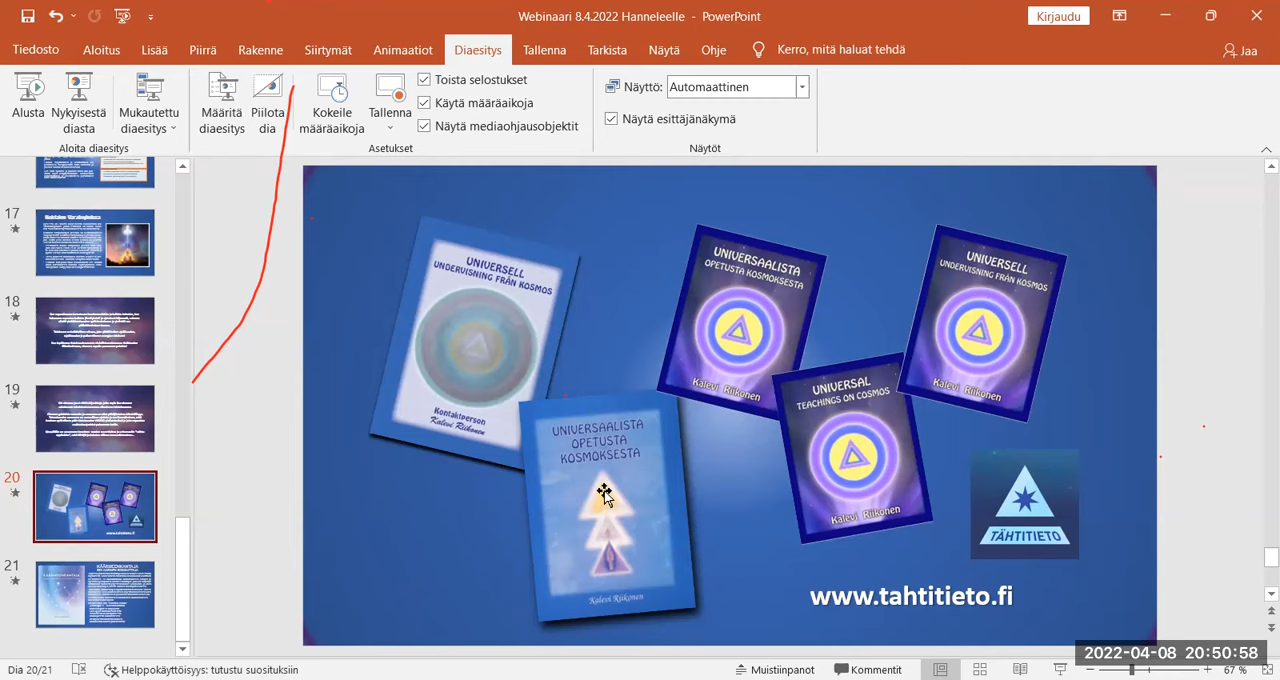 Webinaari 8.4.2022 Hanneleelle - PowerPoint
Kirjaudu
Tiedosto Aloitus Lisää Piirrä Rakenne Siirtymät Animaatiot Diaesitys Tallenna Tarkista Näytä Ohje Kerro, mitä haluat tehdä Jaa
Alusta
Nykyisestä
diasta
Mukautettu
diaesitys
Aloita diaesitys
Määritä
diaesitys
Piilota
dia
Kokeile
määräaikoja
Tallenna
Toista selostukset
Käytä määräaikoja
Näytä mediaohjausobjektit
Asetukset
Näyttö: Automaattinen
Näytä esittäjänäkymä
Näytöt
17
18
19
20
21
UNIVERSELL
UNDERVISNING FRÅN KOSMOS
Kontaktperson
Kalevi Riikonen
UNIVERSAALISTA
OPETUSTA
KOSMOKSESTA
Kalevi Riikonen
UNIVERSAALISTA
OPETUSTA KOSMOKSESTA
Kalevi Riikonen
UNIVERSAL
TEACHINGS ON COSMOS
Kalevi Riikonen
UNIVERSELL
UNDERVISNING FRÅN KOSMOS
Kalevi Riikonen
TÄHTITIETO
www.tahtitieto.fi
2022-04-08 20:50:58
Dia 20/21 Helppokäyttöisyys: tutustu suosituksiin Muistiinpanot Kommentit 67 %